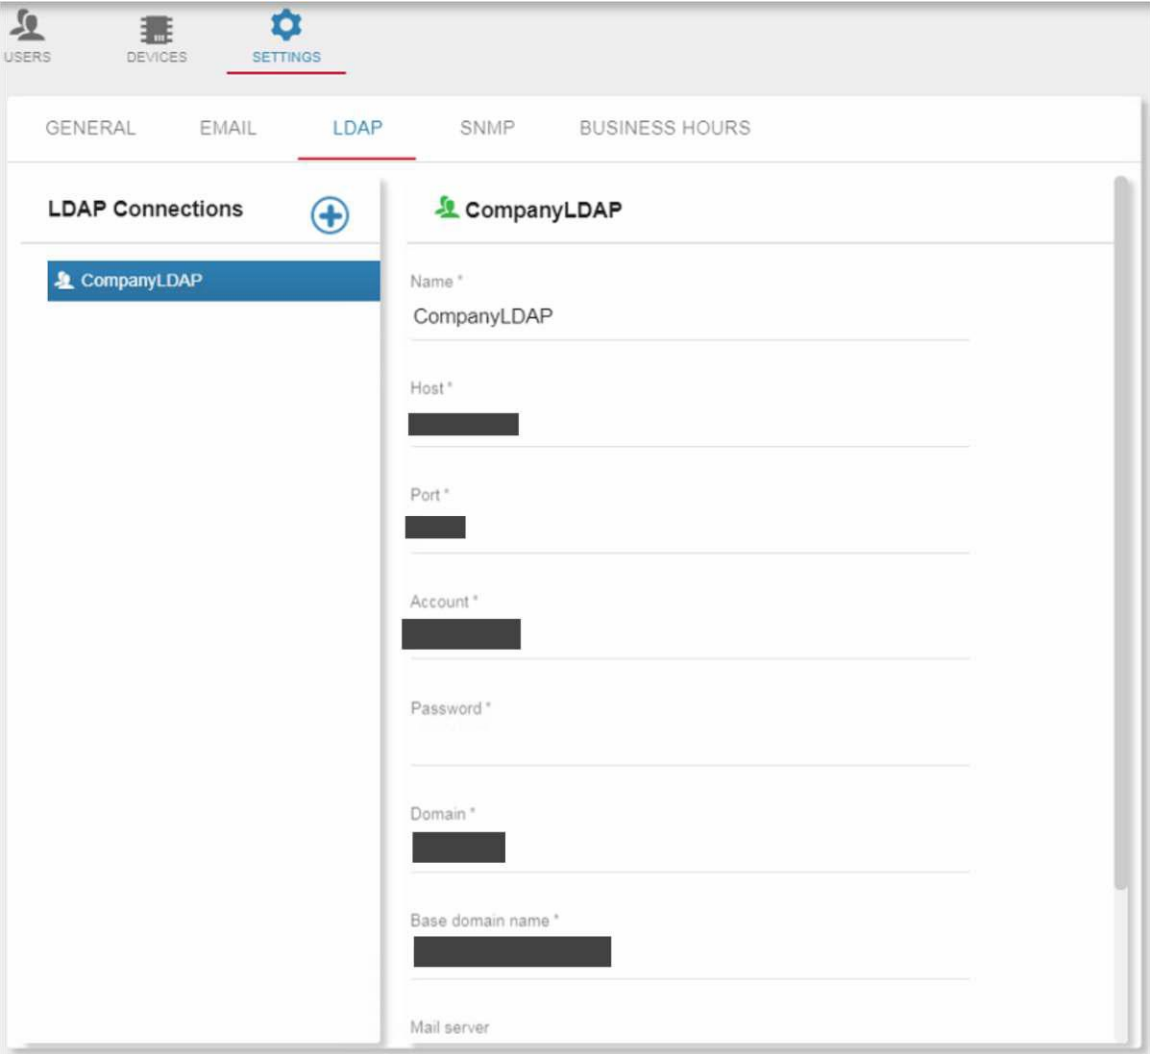 USERS DEVICES SETTINGS
GENERAL EMAIL LDAP SNMP BUSINESS HOURS
LDAP Connections
CompanyLDAP
CompanyLDAP
Name *
CompanyLDAP
Host *
Port *
Account *
Password *
Domain *
Base domain name *
Mail server